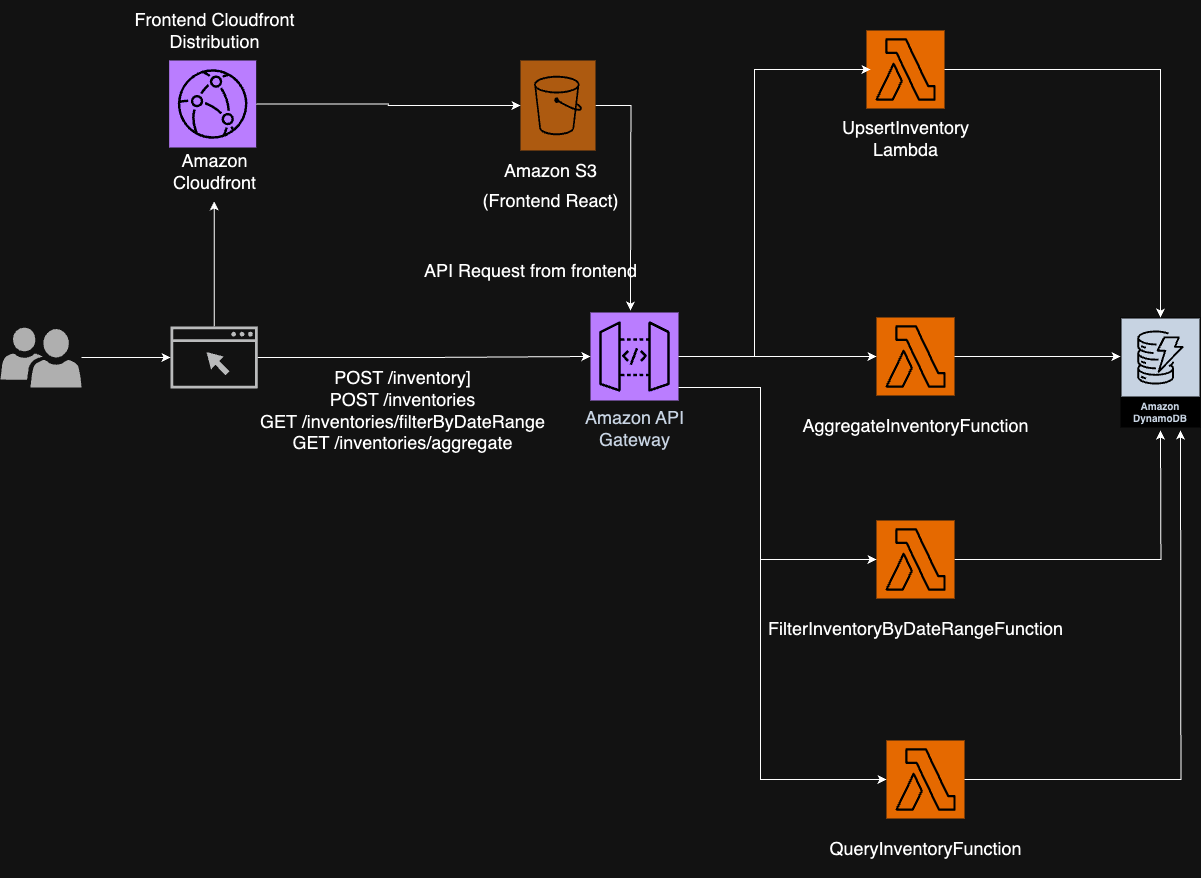 Frontend Cloudfront
Distribution
Amazon
Cloudfront
Amazon S3
(Frontend React)
API Request from frontend
POST /inventory]
POST /inventories
GET /inventories/filterByDateRange
GET /inventories/aggregate
</>
Amazon API
Gateway
UpsertInventory
Lambda
AggregateInventoryFunction
Amazon
DynamoDB
FilterInventoryByDateRangeFunction
QueryInventoryFunction